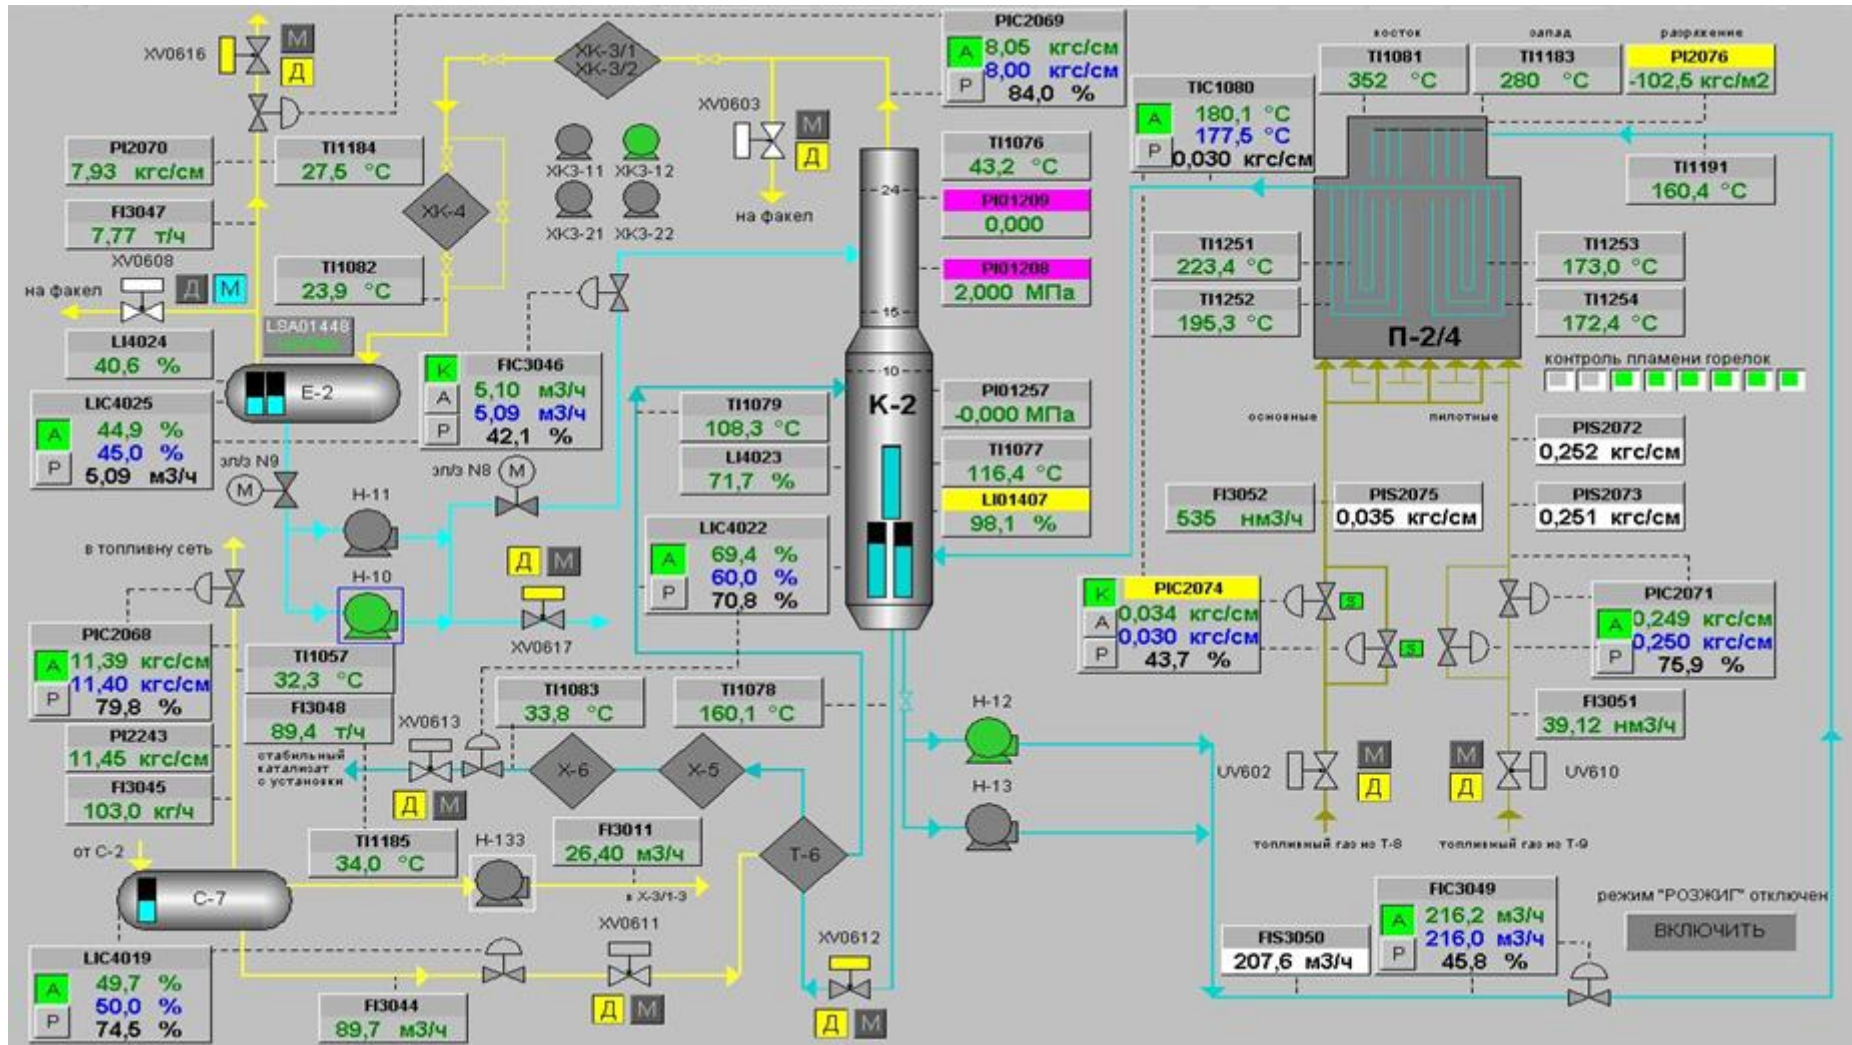 XV0616
М
Д
ХК-3/1
ХК-3/2
PIC2069
А
8,05 кгс/см
8,00 кгс/см
Р
84,0 %
восток
запад
разряжение
TI1081
352 °C
TI1183
280 °C
PI2076
-102,5 кгс/м2
TIC1080
А
180,1 °C
177,5 °C
Р
0,030 кгс/см
XV0603
М
Д
на факел
PI2070
7,93 кгс/см
TI1184
27,5 °C
ХК3-11
ХК3-12
ХК3-21
ХК3-22
TI1076
43,2 °C
PI01209
0,000
PI01208
2,000 МПа
TI1191
160,4 °C
FI3047
7,77 т/ч
ХК-4
24
15
10
XV0608
Д
М
на факел
TI1082
23,9 °C
TI1251
223,4 °C
TI1253
173,0 °C
TI1252
195,3 °C
TI1254
172,4 °C
П-2/4
LSA01448
LI4024
40,6 %
Е-2
FIC3046
К
5,10 м3/ч
А
5,09 м3/ч
Р
42,1 %
контроль пламени горелок
LIC4025
А
44,9 %
45,0 %
Р
5,09 м3/ч
TI1079
108,3 °C
К-2
PI01257
-0,000 МПа
основные
пилотные
LI4023
71,7 %
TI1077
116,4 °C
PIS2072
0,252 кгс/см
эл/з N9
М
эл/з N8
М
LI01407
98,1 %
FI3052
535 нм3/ч
PIS2075
0,035 кгс/см
PIS2073
0,251 кгс/см
Н-11
LIC4022
А
69,4 %
60,0 %
Р
70,8 %
в топливну сеть
Н-10
Д
М
XV0617
PIC2074
К
0,034 кгс/см
А
0,030 кгс/см
Р
43,7 %
S
S
PIC2071
А
0,249 кгс/см
0,250 кгс/см
Р
75,9 %
PIC2068
А
11,39 кгс/см
11,40 кгс/см
Р
79,8 %
TI1057
32,3 °C
FI3048
89,4 т/ч
TI1083
33,8 °C
TI1078
160,1 °C
Н-12
FI3051
39,12 нм3/ч
PI2243
11,45 кгс/см
XV0613
стабильный
катализат
с установки
Х-6
Х-5
UV602
М
Д
М
Д
UV610
FI3045
103,0 кг/ч
Д
М
Н-13
от С-2
TI1185
34,0 °C
Н-133
FI3011
26,40 м3/ч
Т-6
топливный газ из Т-8
топливный газ из Т-9
С-7
в Х-3/1-3
FIC3049
А
216,2 м3/ч
216,0 м3/ч
Р
45,8 %
режим "РОЗЖИГ" отключен
ВКЛЮЧИТЬ
XV0611
XV0612
FIS3050
207,6 м3/ч
LIC4019
А
49,7 %
50,0 %
Р
74,5 %
FI3044
89,7 м3/ч
Д
М
Д
М